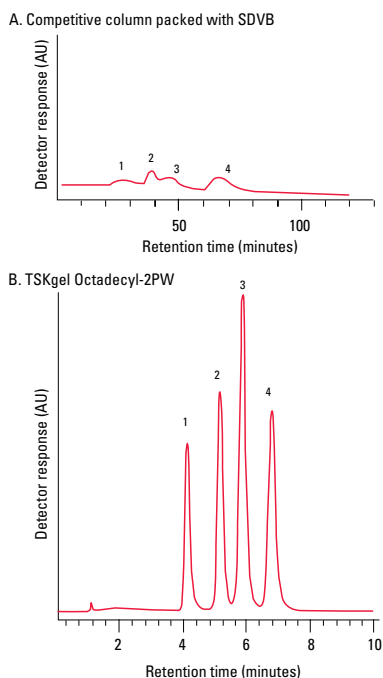 A. Competitive column packed with SDVB
Detector response (AU)
1
2
3
4
50
100
Retention time (minutes)
B. TSKgel Octadecyl-2PW
Detector response (AU)
1
2
3
4
2
4
6
8
10
Retention time (minutes)